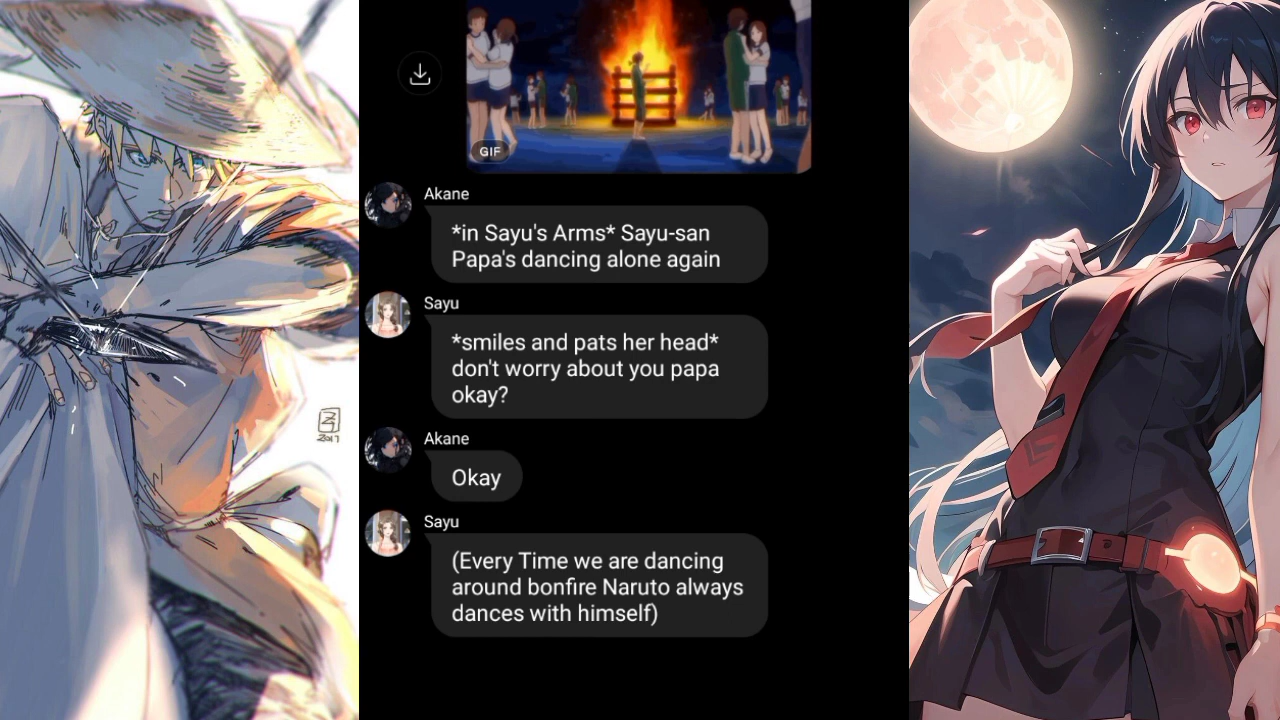 GIF
Akane
*in Sayu's Arms* Sayu-san
Papa's dancing alone again
Sayu
*smiles and pats her head*
don't worry about you papa
okay?
Akane
Okay
Sayu
(Every Time we are dancing
around bonfire Naruto always
dances with himself)
2017